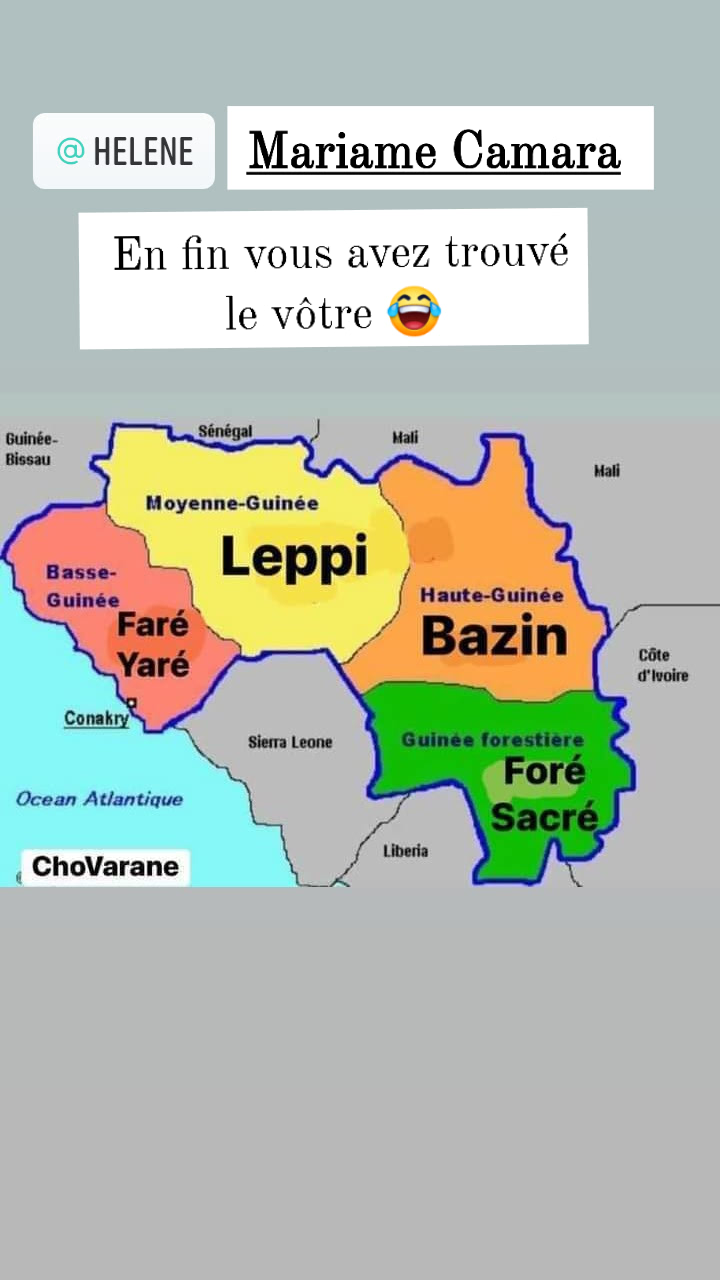 @HELENE Mariame Camara
En fin vous avez trouvé
le vôtre 😂
Guinée-
Bissau
Sénégal
Mali
Mali
Moyenne-Guinée
Leppi
Basse-
Guinée
Faré
Yaré
Haute-Guinée
Bazin
Côte
d'Ivoire
Conakry
Sierra Leone
Guinée forestière
Foré
Sacré
Ocean Atlantique
Liberia
ChoVarane